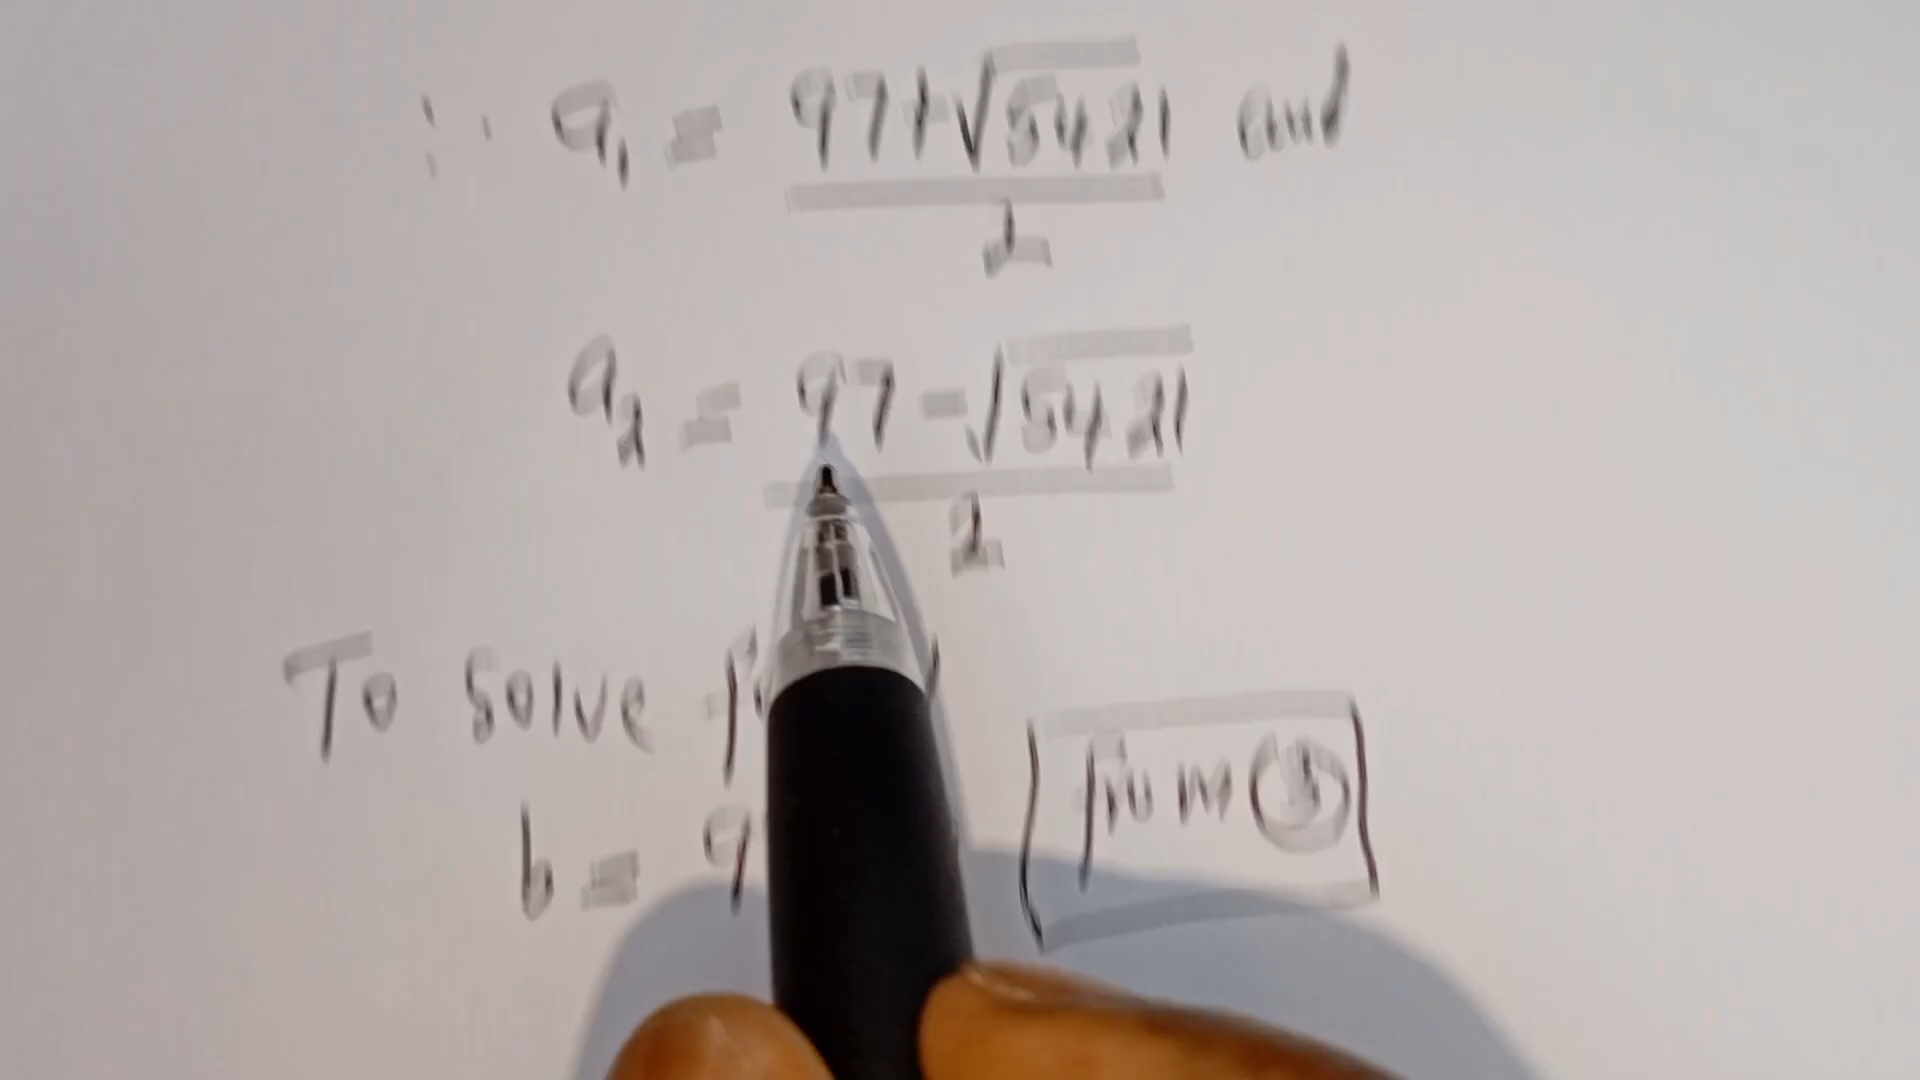 ∴ a₁ = (97+√5421)/2 and
a₂ = (97-√5421)/2
To solve
b = 9
[from ③]